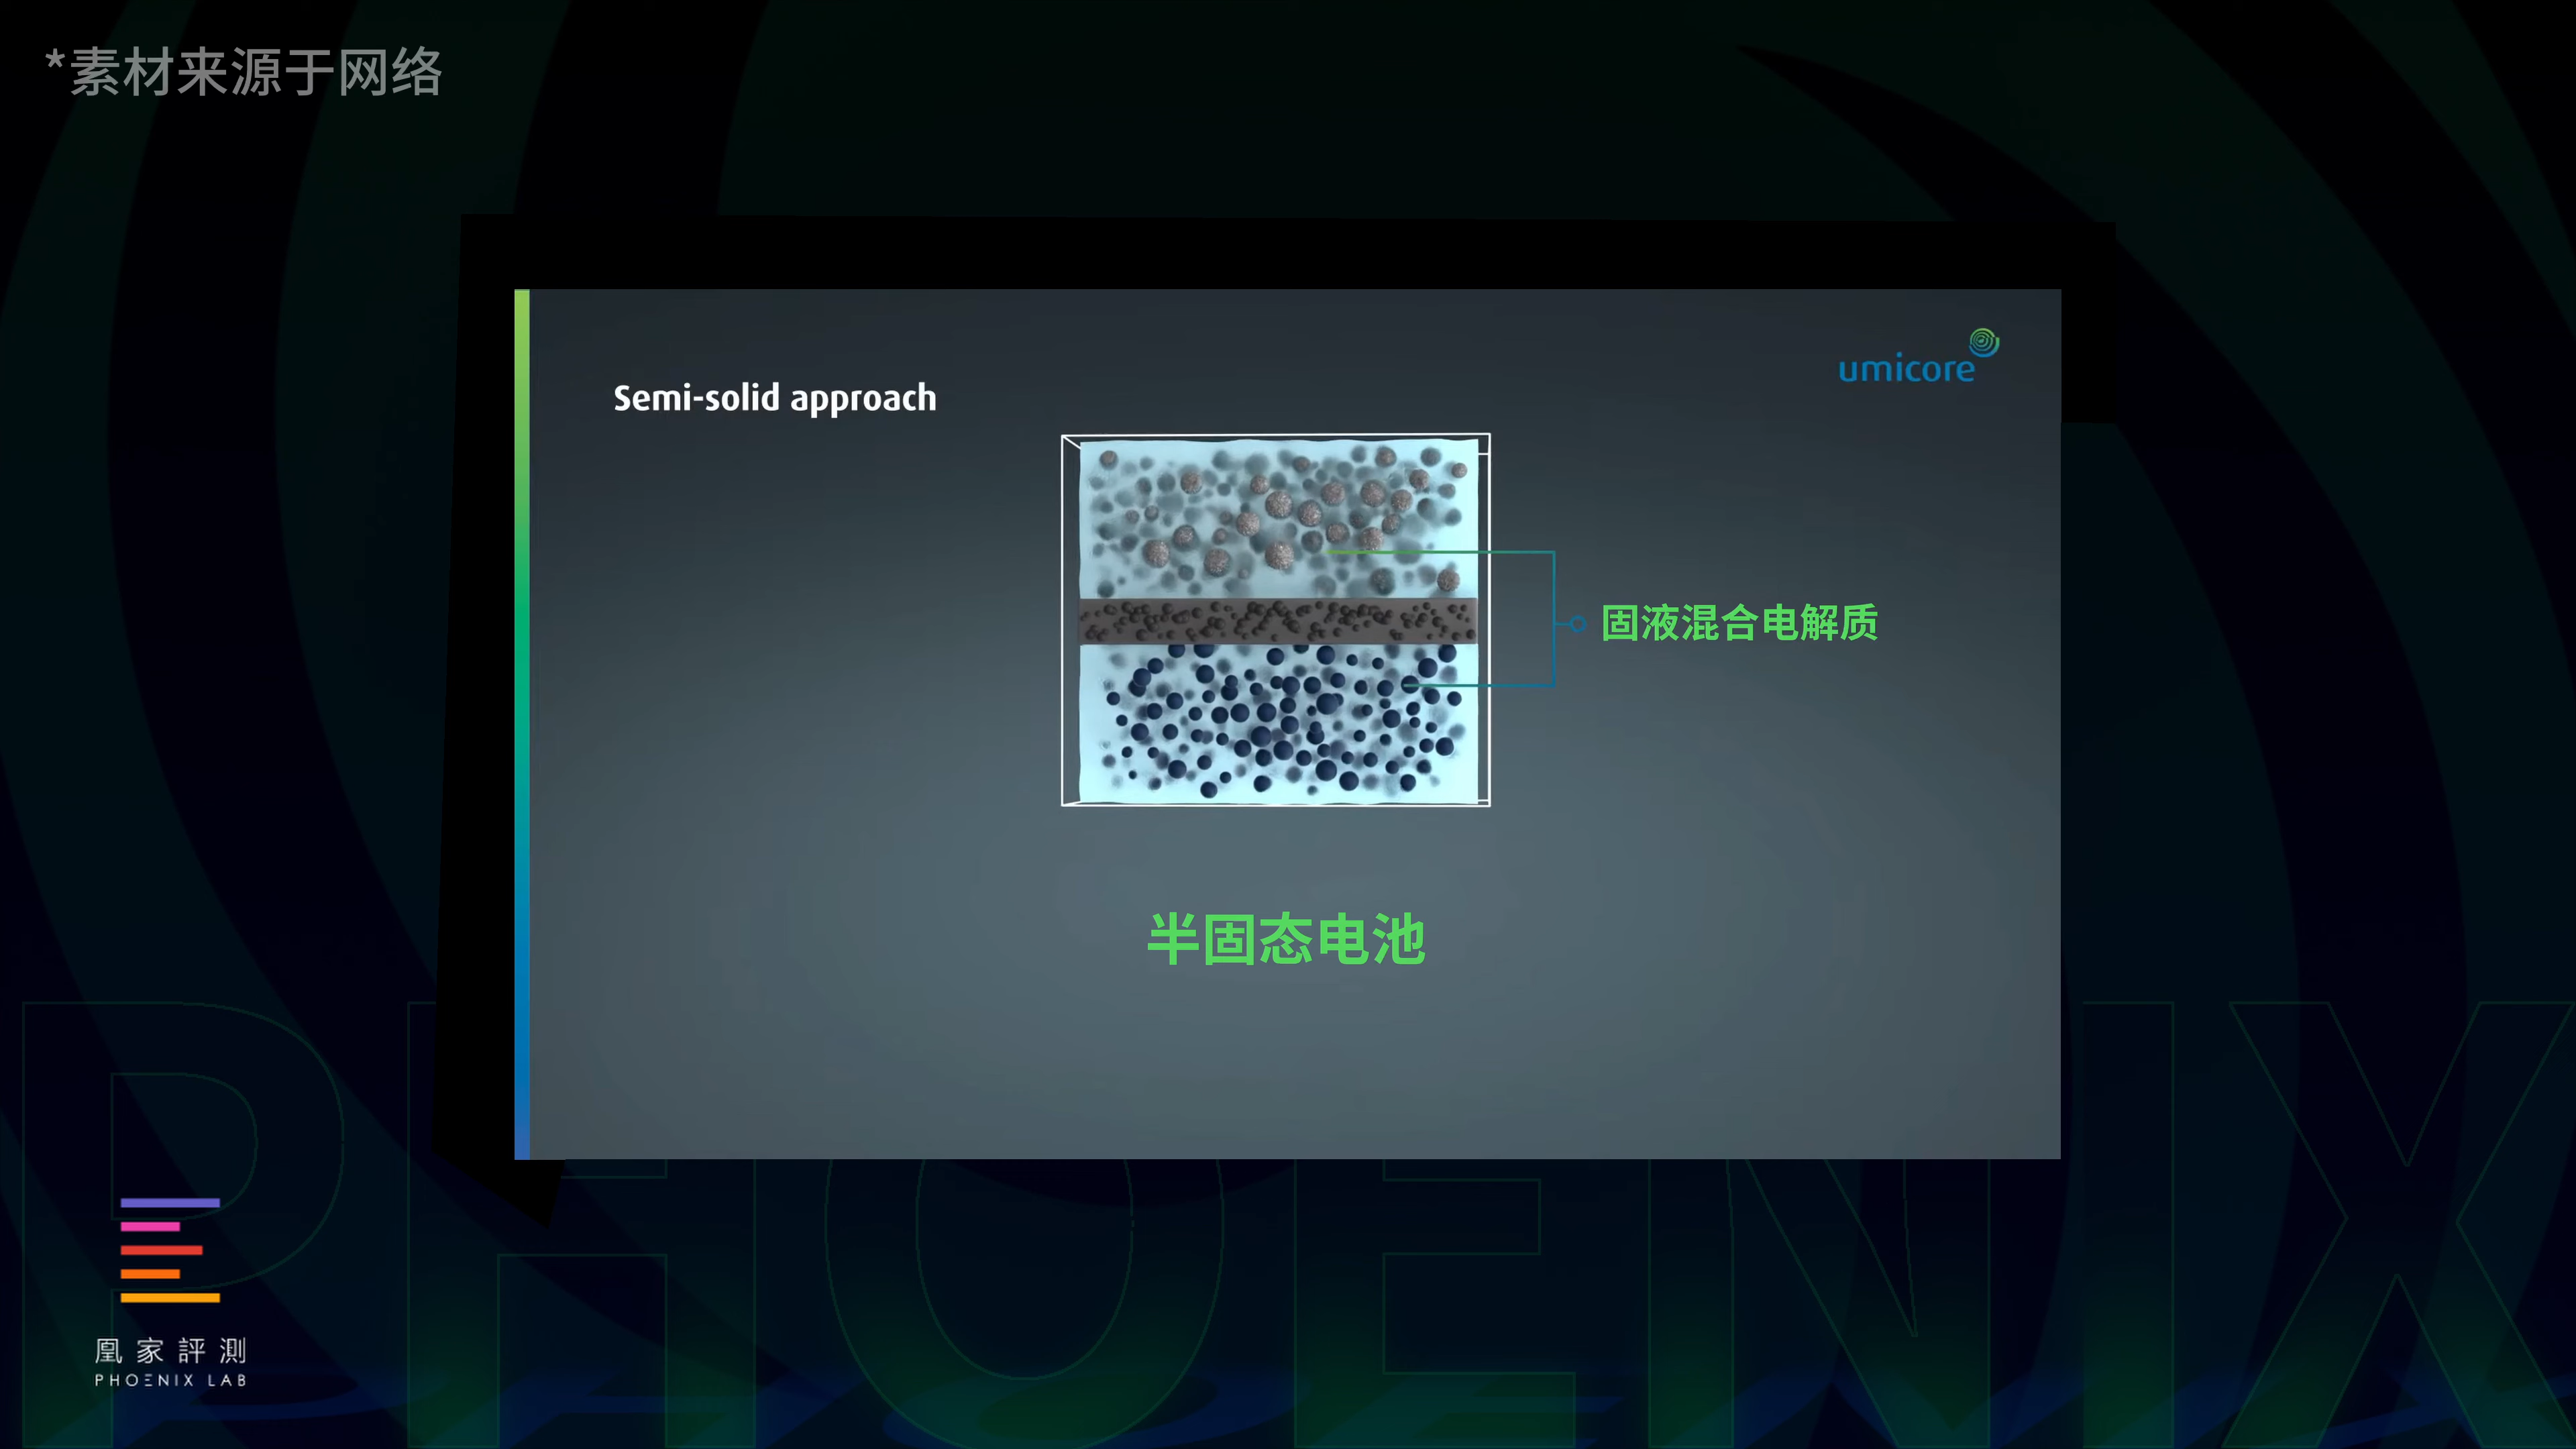 *素材来源于网络
umicore
Semi-solid approach
固液混合电解质
半固态电池
PHOENIX
凰家評測
PHOENIX LAB